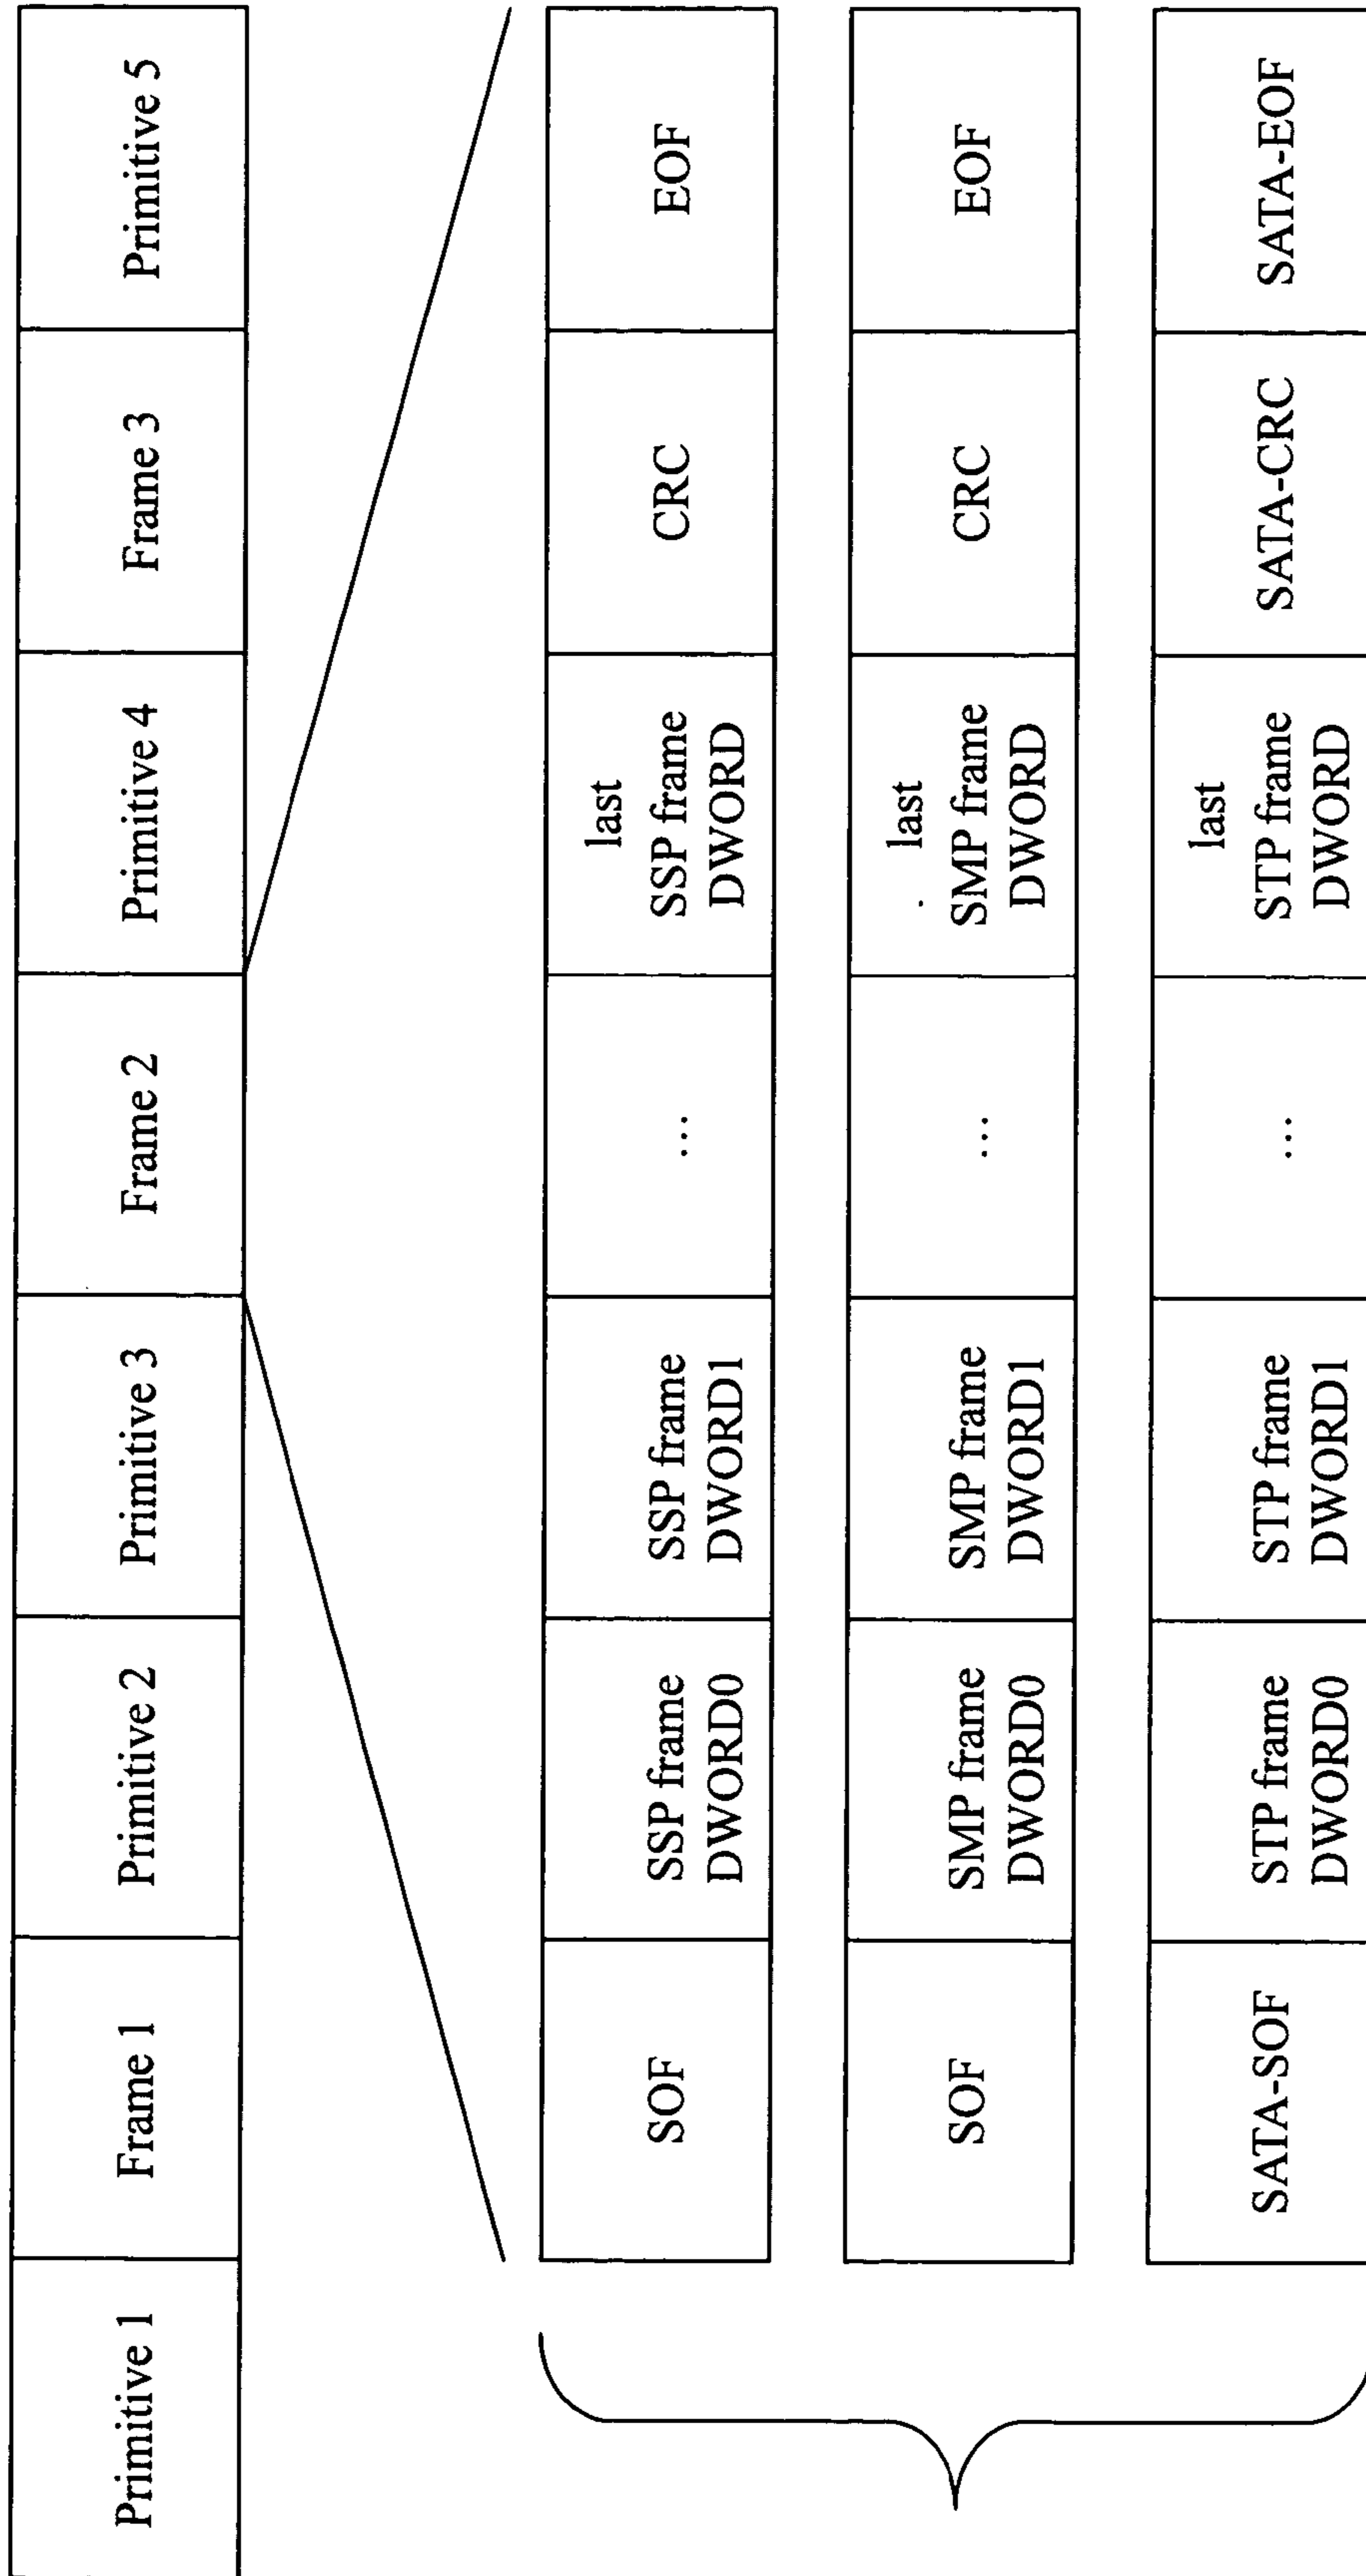 Primitive 1
Frame 1
Primitive 2
Primitive 3
Frame 2
Primitive 4
Frame 3
Primitive 5
SOF
SSP frame
DWORD0
SSP frame
DWORD1
...
last
SSP frame
DWORD
CRC
EOF
SOF
SMP frame
DWORD0
SMP frame
DWORD1
...
last
SMP frame
DWORD
CRC
EOF
SATA-SOF
STP frame
DWORD0
STP frame
DWORD1
...
last
STP frame
DWORD
SATA-CRC
SATA-EOF